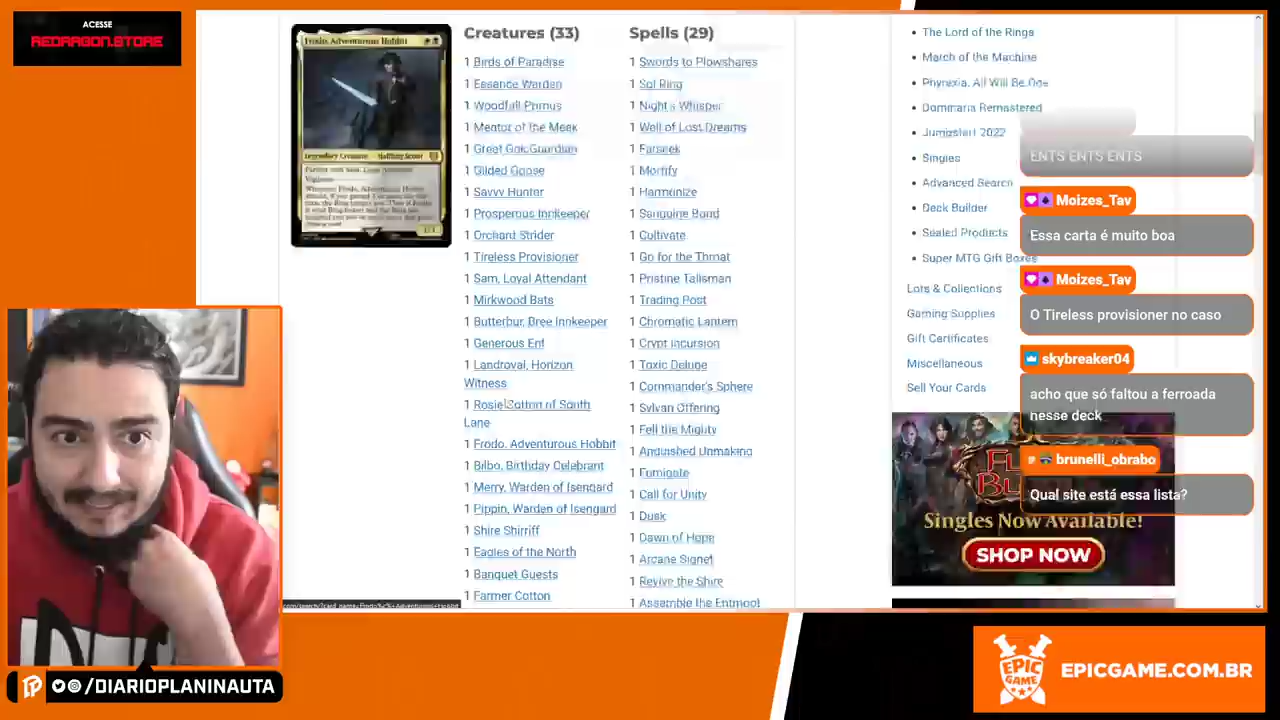 ACESSE
REDRAGON.STORE
Frodo, Adventurous Hobbit
Legendary Creature
Vigilance
Creatures (33)
1 Birds of Paradise
1 Essence Warden
1 Woodfall Primus
1 Mentor of the Meek
1 Great Oak Guardian
1 Gilded Goose
1 Savvy Hunter
1 Prosperous Innkeeper
1 Orchard Strider
1 Tireless Provisioner
1 Sam, Loyal Attendant
1 Mirkwood Bats
1 Butterbur, Bree Innkeeper
1 Generous Ent
1 Landroval, Horizon
Witness
1 Rosie Cotton of South
Lane
1 Frodo, Adventurous Hobbit
1 Bilbo, Birthday Celebrant
1 Merry, Warden of Isengard
1 Pippin, Warden of Isengard
1 Shire Shirriff
1 Eagles of the North
1 Banquet Guests
1 Farmer Cotton
Spells (29)
1 Swords to Plowshares
1 Sol Ring
1 Night's Whisper
1 Well of Lost Dreams
1 Farseek
1 Mortify
1 Harmonize
1 Sanguine Bond
1 Cultivate
1 Go for the Throat
1 Pristine Talisman
1 Trading Post
1 Chromatic Lantern
1 Crypt Incursion
1 Toxic Deluge
1 Commander's Sphere
1 Sylvan Offering
1 Fell the Mighty
1 Anguished Unmaking
1 Fumigate
1 Call for Unity
1 Dusk
1 Dawn of Hope
1 Arcane Signet
1 Revive the Shire
1 Assemble the Entmoot
The Lord of the Rings
March of the Machine
Phyrexia, All Will Be One
Dominaria Remastered
Jumpstart 2022
Singles
Advanced Search
Deck Builder
Sealed Products
Super MTG Gift Boxes
Lots & Collections
Gaming Supplies
Gift Certificates
Miscellaneous
Sell Your Cards
Singles Now Available!
SHOP NOW
ENTS ENTS ENTS
Moizes_Tav
Essa carta é muito boa
Moizes_Tav
O Tireless provisioner no caso
skybreaker04
acho que só faltou a ferroada
nesse deck
brunelli_obrabo
Qual site está essa lista?
/DIARIOPLANINAUTA
EPIC
GAME
EPICGAME.COM.BR